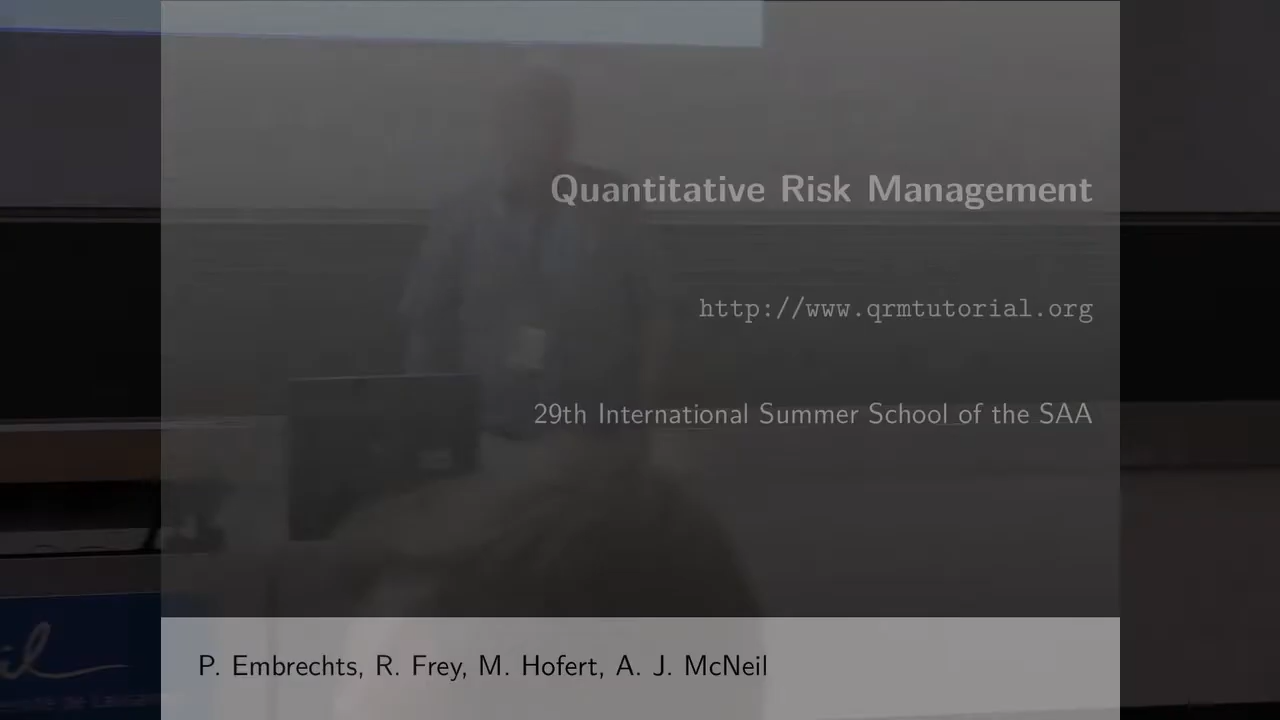 Quantitative Risk Management
http://www.qrmtutorial.org
29th International Summer School of the SAA
P. Embrechts, R. Frey, M. Hofert, A. J. McNeil